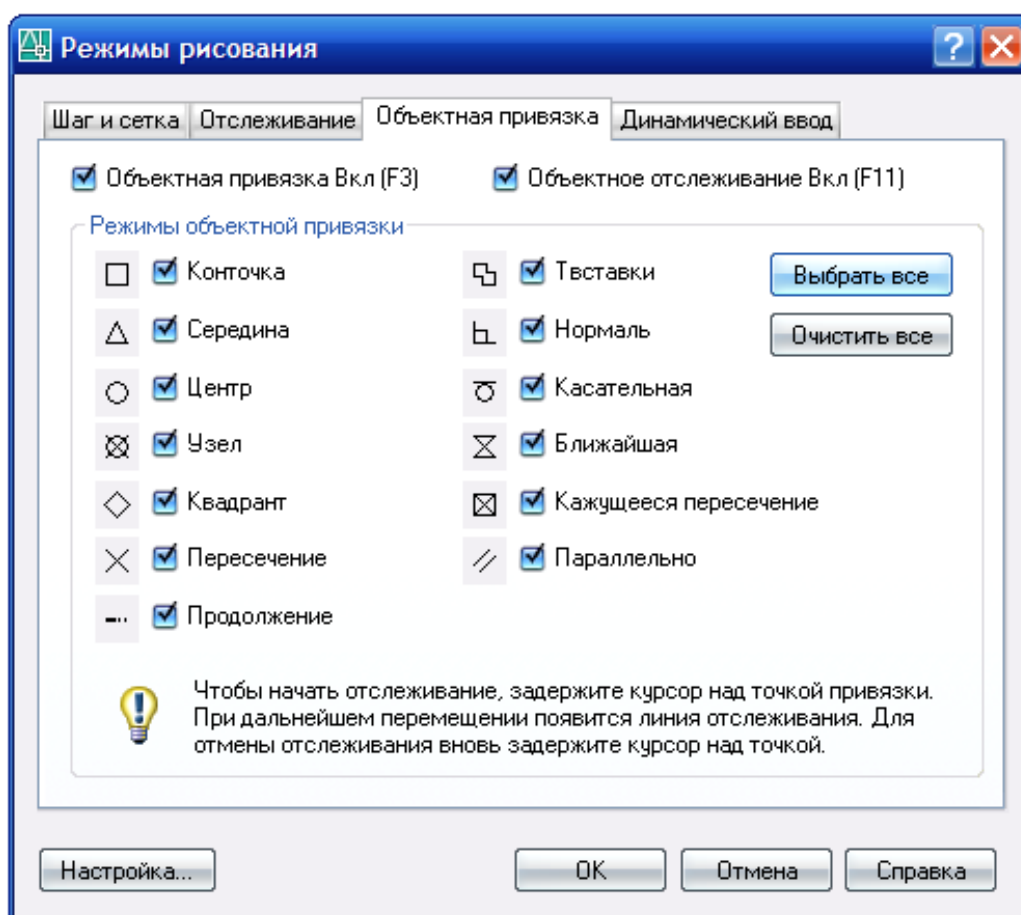 Режимы рисования
Шаг и сетка Отслеживание Объектная привязка Динамический ввод
Объектная привязка Вкл (F3) Объектное отслеживание Вкл (F11)
Режимы объектной привязки
Конточка Твставки Выбрать все
Середина Нормаль Очистить все
Центр Касательная
Узел Ближайшая
Квадрант Кажущееся пересечение
Пересечение Параллельно
Продолжение
Чтобы начать отслеживание, задержите курсор над точкой привязки.
При дальнейшем перемещении появится линия отслеживания. Для
отмены отслеживания вновь задержите курсор над точкой.
Настройка... OK Отмена Справка